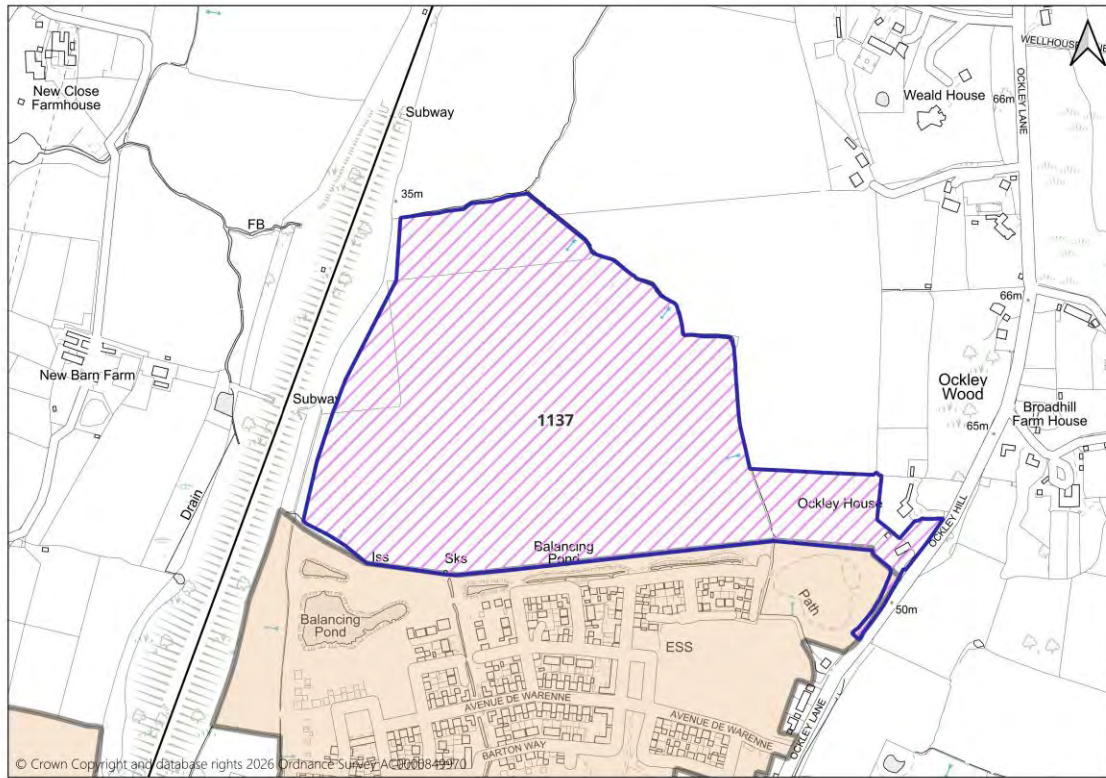 New Close
Farmhouse
Subway
35m
FB
Weald House
66m
OCKLEY LANE
66m
New Barn Farm
Subway
1137
Ockley
Wood
65m
Broadhill
Farm House
Drain
Ockley House
OCKLEY HILL
Iss
Sks
Balancing
Pond
50m
Path
Balancing
Pond
ESS
AVENUE DE WARENNE
AVENUE DE WARENNE
BARTON WAY
OCKLEY LANE
© Crown Copyright and database rights 2026 Ordnance Survey